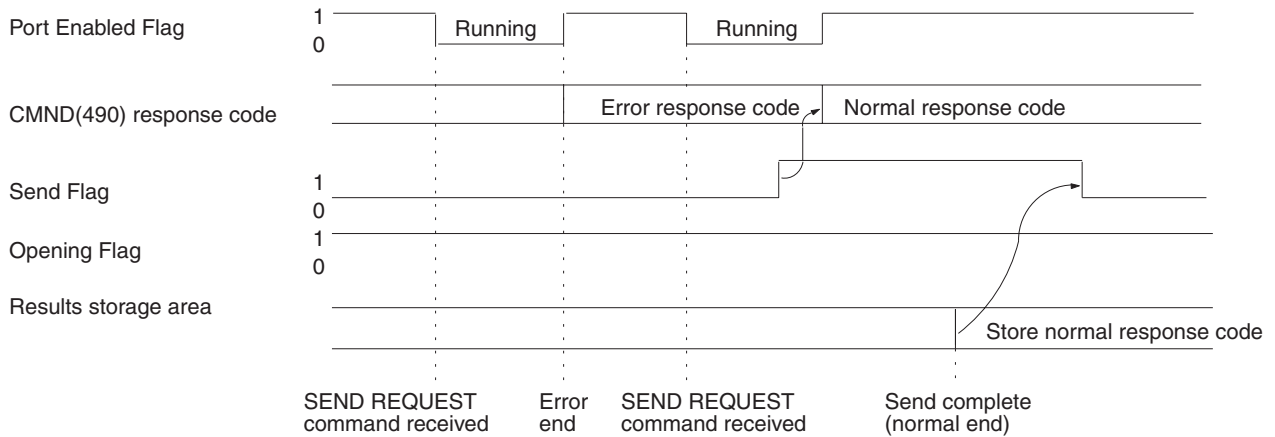 Port Enabled Flag
1
0
Running
Running
CMND(490) response code
Error response code
Normal response code
Send Flag
1
0
Opening Flag
1
0
Results storage area
Store normal response code
SEND REQUEST
command received
Error
end
SEND REQUEST
command received
Send complete
(normal end)